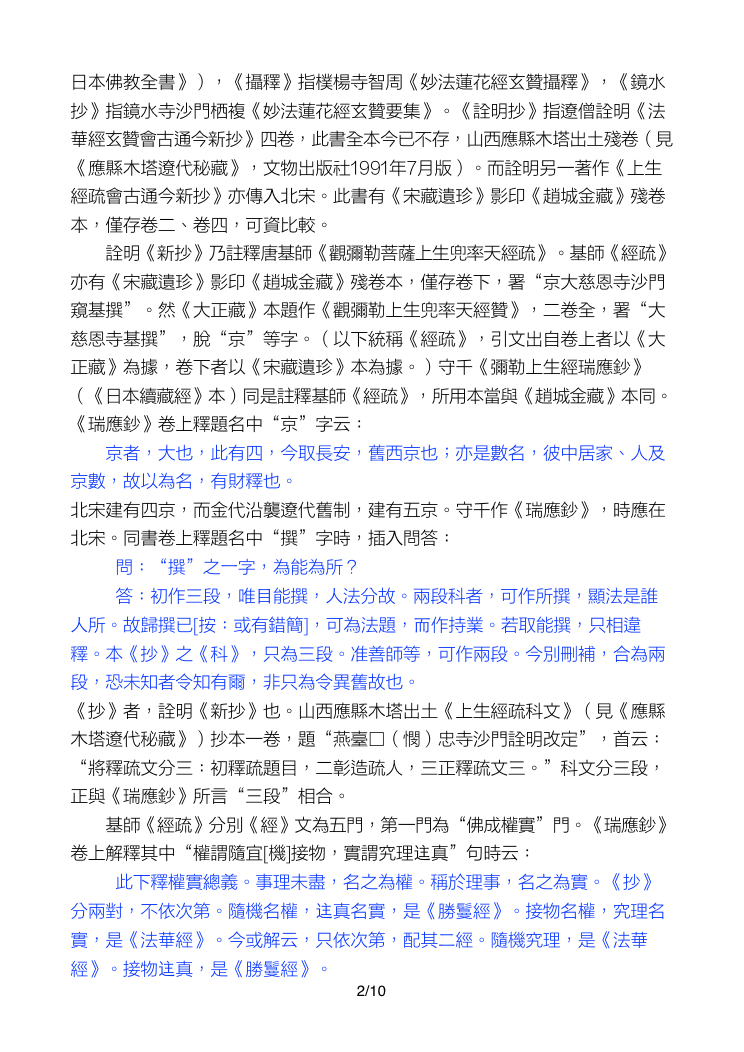 日本佛教全書》），《攝釋》指樸楊寺智周《妙法蓮花經玄贊攝釋》，《鏡水
抄》指鏡水寺沙門栖複《妙法蓮花經玄贊要集》。《詮明抄》指遼僧詮明《法
華經玄贊會古通今新抄》四卷，此書全本今已不存，山西應縣木塔出土殘卷（見
《應縣木塔遼代秘藏》，文物出版社1991年7月版）。而詮明另一著作《上生
經疏會古通今新抄》亦傳入北宋。此書有《宋藏遺珍》影印《趙城金藏》殘卷
本，僅存卷二、卷四，可資比較。
詮明《新抄》乃註釋唐基師《觀彌勒菩薩上生兜率天經疏》。基師《經疏》
亦有《宋藏遺珍》影印《趙城金藏》殘卷本，僅存卷下，署“京大慈恩寺沙門
窺基撰”。然《大正藏》本題作《觀彌勒上生兜率天經贊》，二卷全，署“大
慈恩寺基撰”，脫“京”等字。（以下統稱《經疏》，引文出自卷上者以《大
正藏》為據，卷下者以《宋藏遺珍》本為據。）守千《彌勒上生經瑞應鈔》
（《日本續藏經》本）同是註釋基師《經疏》，所用本當與《趙城金藏》本同。
《瑞應鈔》卷上釋題名中“京”字云：
京者，大也，此有四，今取長安，舊西京也；亦是數名，彼中居家、人及
京數，故以為名，有財釋也。
北宋建有四京，而金代沿襲遼代舊制，建有五京。守千作《瑞應鈔》，時應在
北宋。同書卷上釋題名中“撰”字時，插入問答：
問：“撰”之一字，為能為所？
答：初作三段，唯目能撰，人法分故。兩段科者，可作所撰，顯法是誰
人所。故歸撰已[按：或有錯簡]，可為法題，而作持業。若取能撰，只相違
釋。本《抄》之《科》，只為三段。准善師等，可作兩段。今別刪補，合為兩
段，恐未知者令知有爾，非只為令異舊故也。
《抄》者，詮明《新抄》也。山西應縣木塔出土《上生經疏科文》（見《應縣
木塔遼代秘藏》）抄本一卷，題“燕臺□（憫）忠寺沙門詮明改定”，首云：
“將釋疏文分三：初釋疏題目，二彰造疏人，三正釋疏文三。”科文分三段，
正與《瑞應鈔》所言“三段”相合。
基師《經疏》分別《經》文為五門，第一門為“佛成權實”門。《瑞應鈔》
卷上解釋其中“權謂隨宜[機]接物，實謂究理迬真”句時云：
此下釋權實總義。事理未盡，名之為權。稱於理事，名之為實。《抄》
分兩對，不依次第。隨機名權，迬真名實，是《勝鬘經》。接物名權，究理名
實，是《法華經》。今或解云，只依次第，配其二經。隨機究理，是《法華
經》。接物迬真，是《勝鬘經》。
2/10